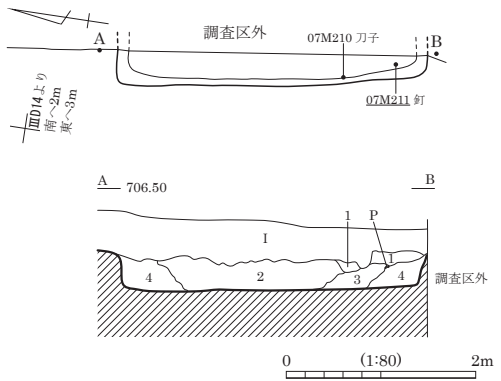 調査区外
07M210 刀子
A
B
07M211 釘
ⅢD14より
南へ2m
東へ3m
A 706.50 B
I
1 P
1
4 2 3 4
調査区外
0 (1:80) 2m